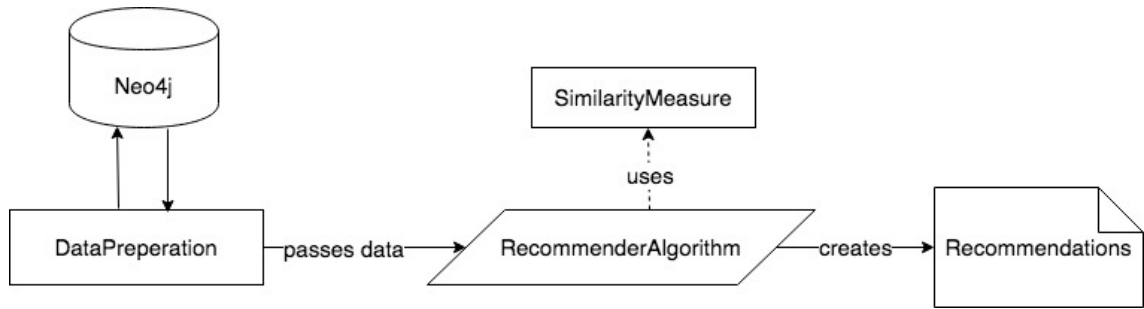 Neo4j
SimilarityMeasure
uses
DataPreperation
passes data
RecommenderAlgorithm
creates
Recommendations